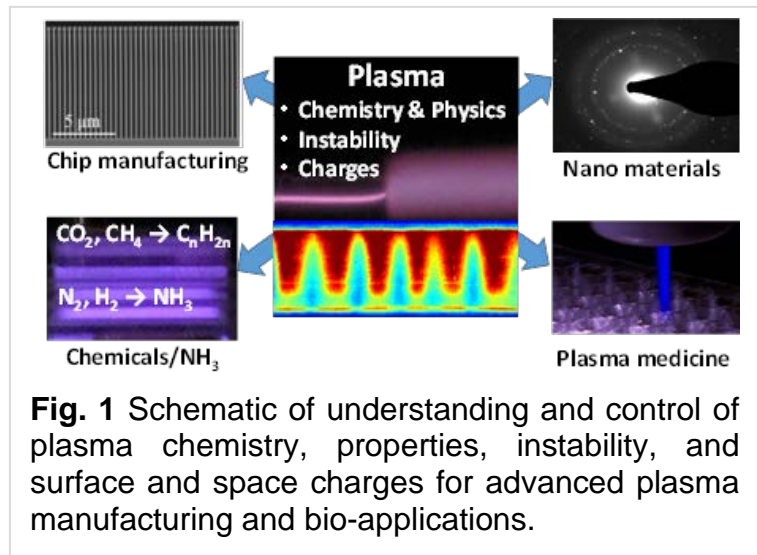 Plasma
• Chemistry & Physics
• Instability
• Charges
5 μm
Chip manufacturing
Nano materials
CO₂, CH₄ → CₙH₂ₙ
N₂, H₂ → NH₃
Chemicals/NH₃
Plasma medicine
Fig. 1 Schematic of understanding and control of
plasma chemistry, properties, instability, and
surface and space charges for advanced plasma
manufacturing and bio-applications.